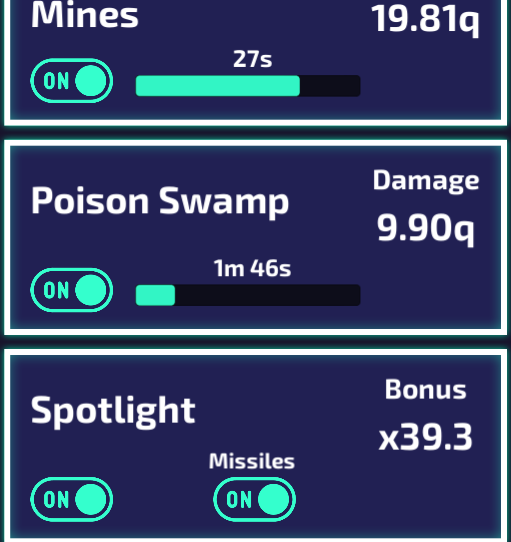 Mines
19.81q
27s
ON
Damage
Poison Swamp
9.90q
1m 46s
ON
Bonus
Spotlight
x39.3
Missiles
ON
ON